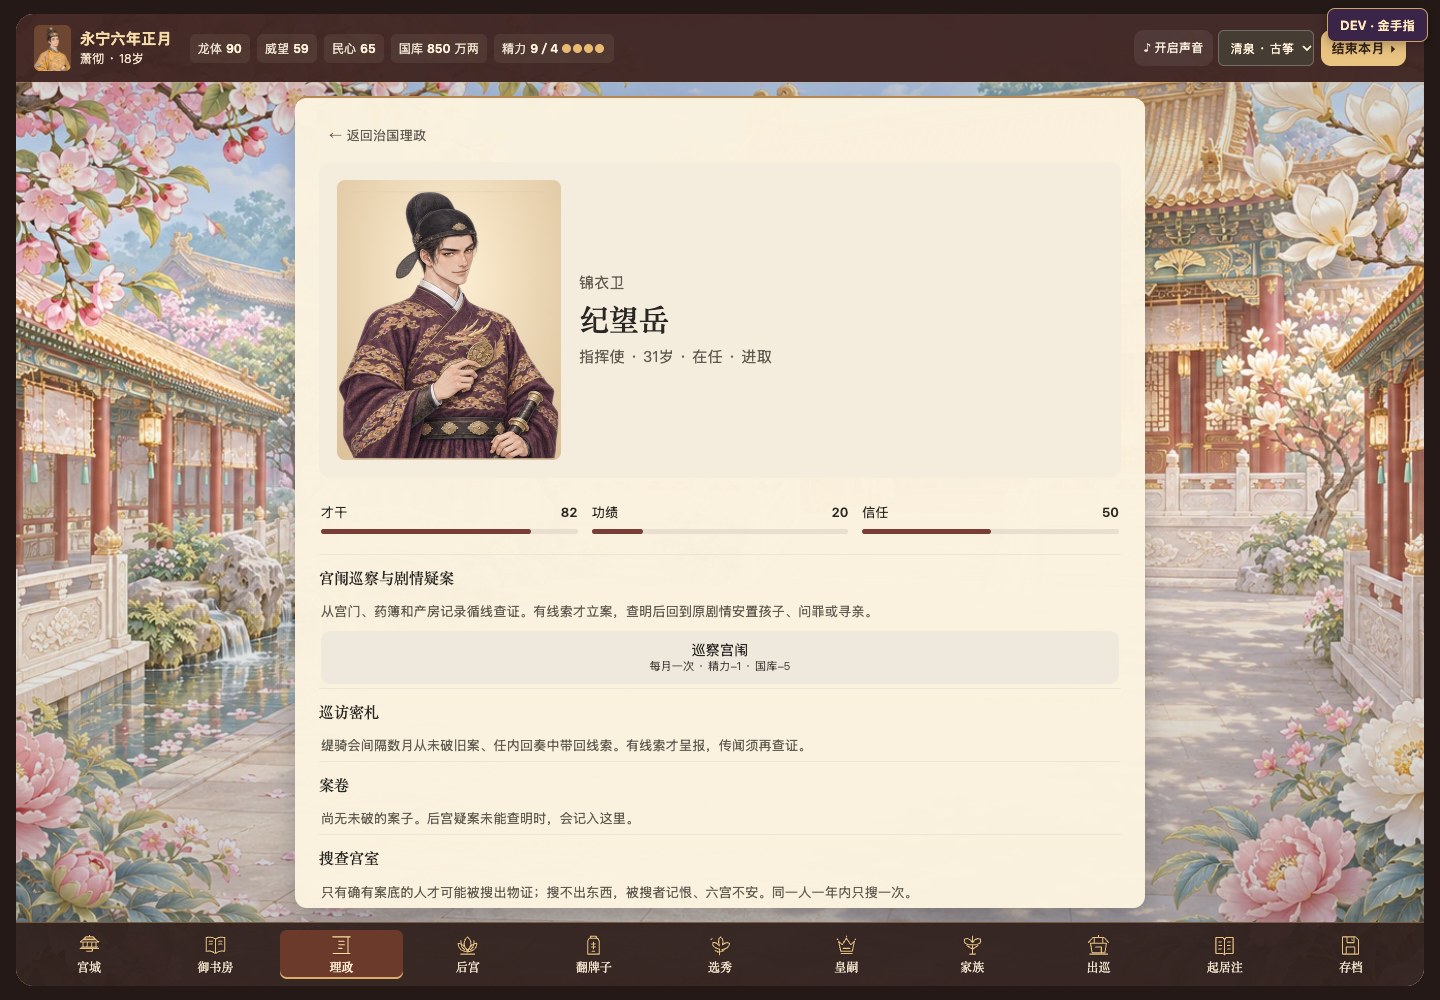 永宁六年正月
萧彻 · 18岁
龙体 90
威望 59
民心 65
国库 850 万两
精力 9 / 4
♪ 开启声音
清泉 · 古筝
结束本月
DEV · 金手指
← 返回治国理政
锦衣卫
纪望岳
指挥使 · 31岁 · 在任 · 进取
才干 82
功绩 20
信任 50
宫闱巡察与剧情疑案
从宫门、药簿和产房记录循线查证。有线索才立案，查明后回到原剧情安置孩子、问罪或寻亲。
巡察宫闱
每月一次 · 精力−1 · 国库−5
巡访密札
缇骑会间隔数月从未破旧案、任内回奏中带回线索。有线索才呈报，传闻须再查证。
案卷
尚无未破的案子。后宫疑案未能查明时，会记入这里。
搜查宫室
只有确有案底的人才可能被搜出物证；搜不出东西，被搜者记恨、六宫不安。同一人一年内只搜一次。
宫城
御书房
理政
后宫
翻牌子
选秀
皇嗣
家族
出巡
起居注
存档